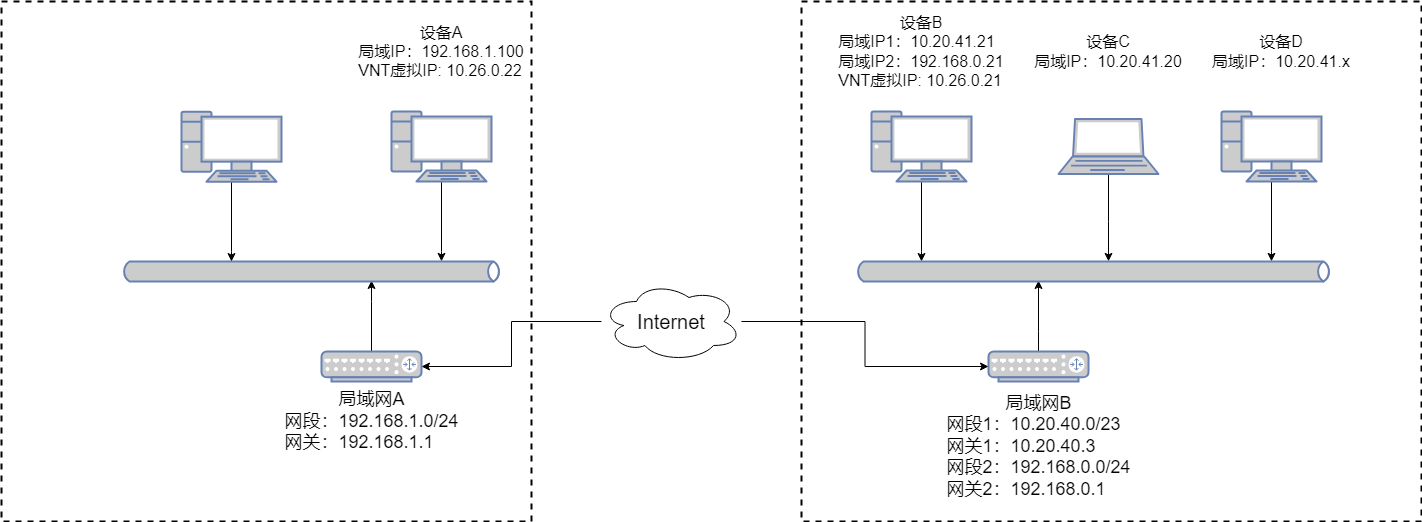 设备A
局域IP：192.168.1.100
VNT虚拟IP: 10.26.0.22
设备B
局域IP1：10.20.41.21
局域IP2：192.168.0.21
VNT虚拟IP: 10.26.0.21
设备C
局域IP：10.20.41.20
设备D
局域IP：10.20.41.x
Internet
局域网A
网段：192.168.1.0/24
网关：192.168.1.1
局域网B
网段1：10.20.40.0/23
网关1：10.20.40.3
网段2：192.168.0.0/24
网关2：192.168.0.1